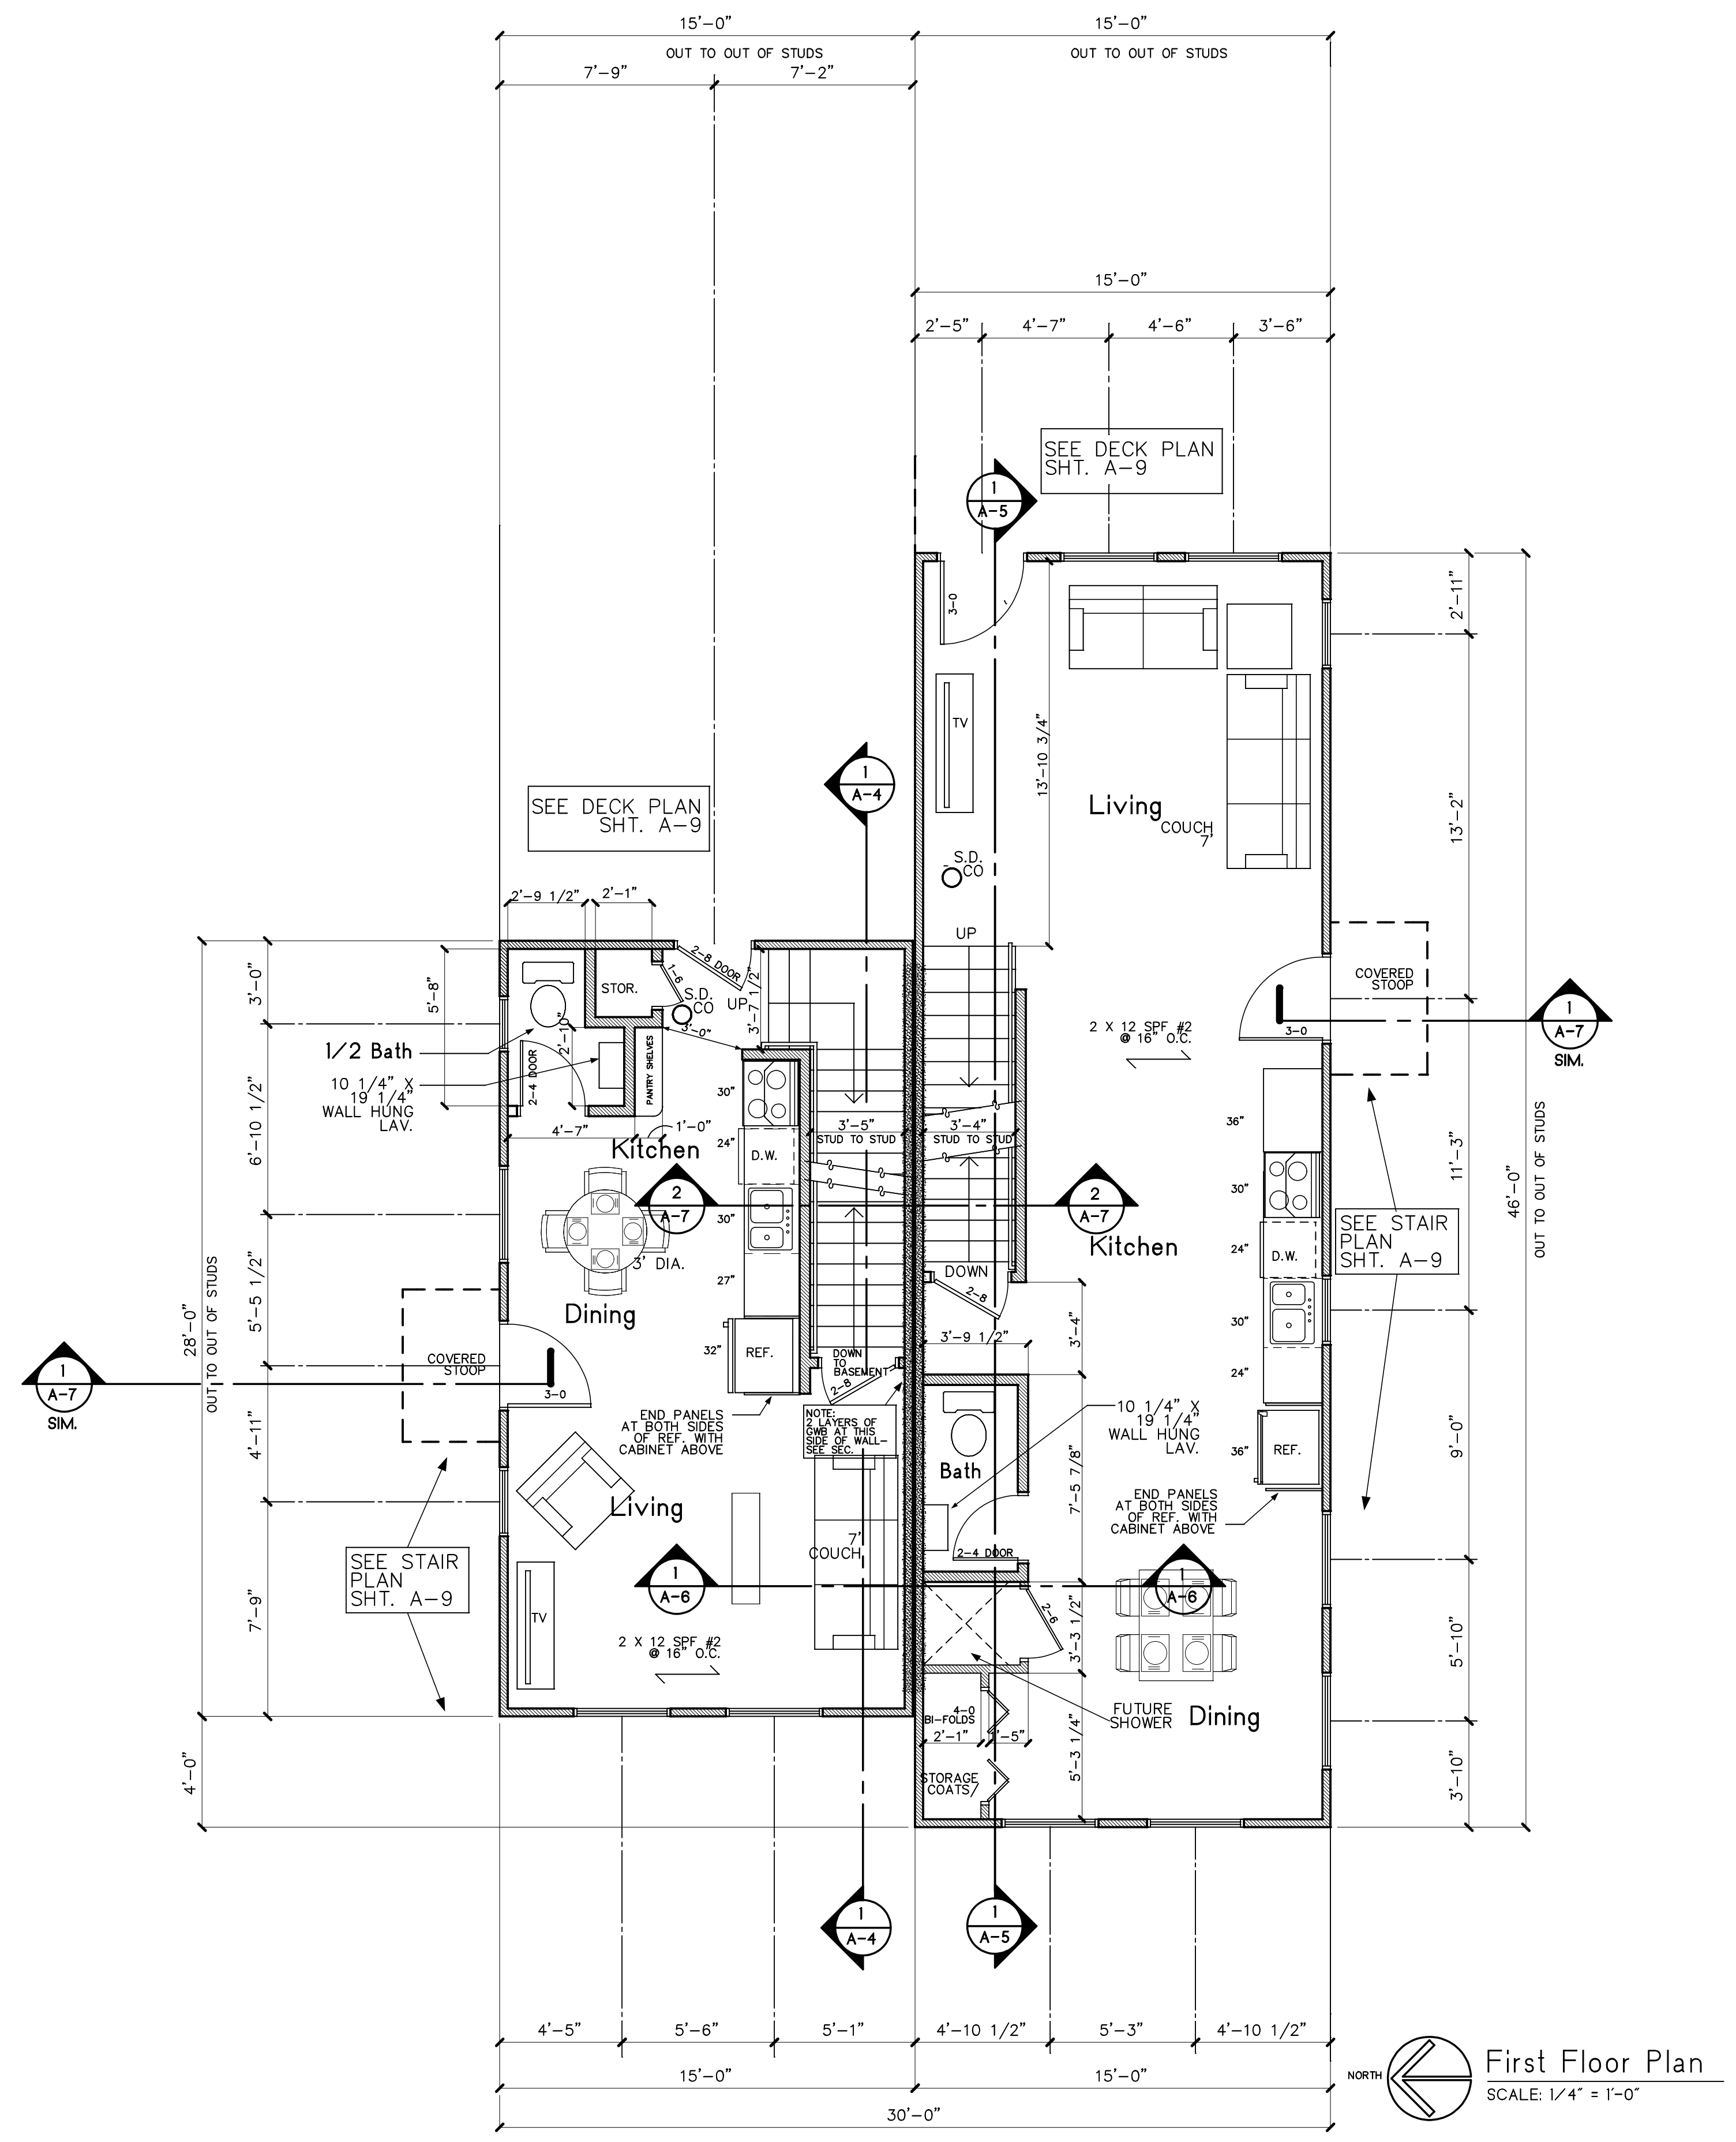 15'-0"
15'-0"
OUT TO OUT OF STUDS
OUT TO OUT OF STUDS
7'-9"
7'-2"
15'-0"
2'-5"
4'-7"
4'-6"
3'-6"
SEE DECK PLAN
SHT. A-9
1
A-5
3-0
2'-11"
TV
13'-10 3/4"
Living
COUCH
7'
13'-2"
1
A-4
SEE DECK PLAN
SHT. A-9
S.D.
CO
UP
2'-9 1/2"
2'-1"
2-8 DOOR
1-6
STOR.
S.D.
CO
UP
3'-7 1/2"
3'-0"
3'-0"
5'-8"
2'-10"
1/2 Bath
2-4 DOOR
PANTRY SHELVES
10 1/4" X
19 1/4"
WALL HUNG
LAV.
4'-7"
1'-0"
Kitchen
6'-10 1/2"
30"
24"
D.W.
30"
27"
32"
REF.
3'-5"
STUD TO STUD
3'-4"
STUD TO STUD
2
A-7
2
A-7
Kitchen
2 X 12 SPF #2
@ 16" O.C.
COVERED
STOOP
3-0
1
A-7
SIM.
36"
30"
24"
D.W.
30"
24"
36"
REF.
11'-3"
46'-0"
OUT TO OUT OF STUDS
SEE STAIR
PLAN
SHT. A-9
3' DIA.
Dining
5'-5 1/2"
28'-0"
OUT TO OUT OF STUDS
DOWN
2-8
3'-9 1/2"
3'-4"
DOWN
TO
BASEMENT
2-8
COVERED
STOOP
3-0
1
A-7
SIM.
END PANELS
AT BOTH SIDES
OF REF. WITH
CABINET ABOVE
NOTE:
2 LAYERS OF
GWB AT THIS
SIDE OF WALL-
SEE SEC.
4'-11"
10 1/4" X
19 1/4"
WALL HUNG
LAV.
Bath
7'-5 7/8"
9'-0"
END PANELS
AT BOTH SIDES
OF REF. WITH
CABINET ABOVE
Living
7'
COUCH
2-4 DOOR
SEE STAIR
PLAN
SHT. A-9
1
A-6
1
A-6
7'-9"
TV
2 X 12 SPF #2
@ 16" O.C.
2-6
3'-3 1/2"
5'-10"
FUTURE
SHOWER
Dining
4-0
BI-FOLDS
2'-1"
1'-5"
5'-3 1/4"
STORAGE
COATS/
4'-0"
3'-10"
1
A-4
1
A-5
4'-5"
5'-6"
5'-1"
4'-10 1/2"
5'-3"
4'-10 1/2"
15'-0"
15'-0"
30'-0"
NORTH
First Floor Plan
SCALE: 1/4" = 1'-0"